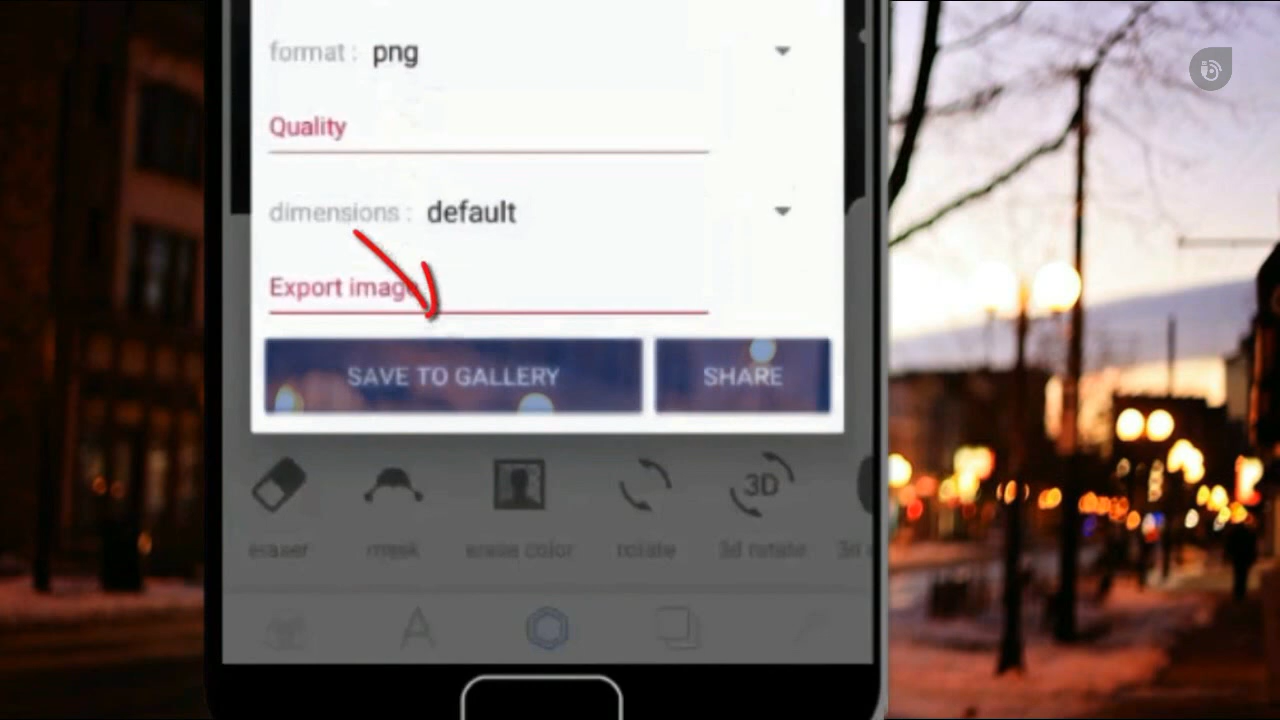 format : png
Quality
dimensions : default
Export image
SAVE TO GALLERY
SHARE
eraser mask erase color rotate 3d rotate
3D